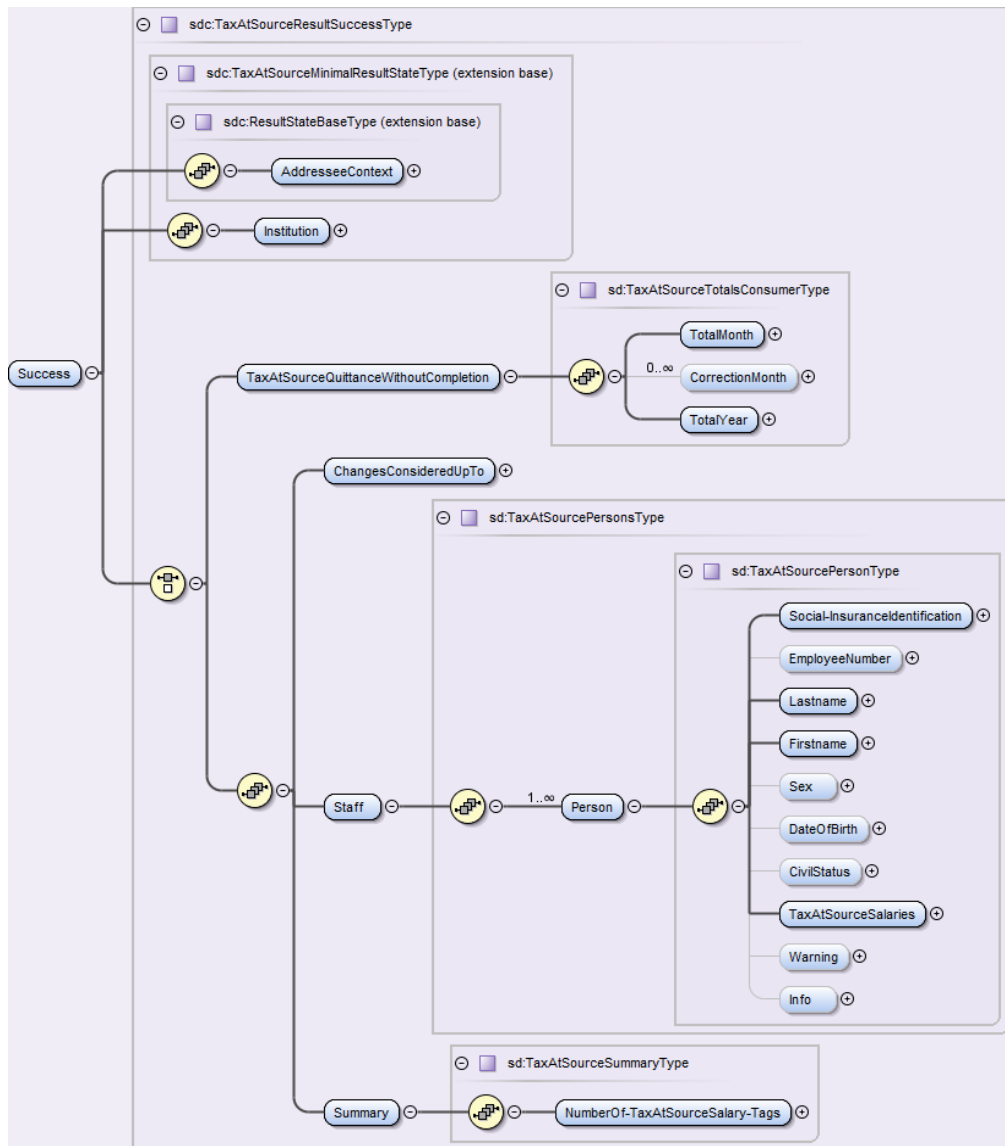 sdc:TaxAtSourceResultSuccessType
sdc:TaxAtSourceMinimalResultStateType (extension base)
sdc:ResultStateBaseType (extension base)
AddresseeContext
Institution
sd:TaxAtSourceTotalsConsumerType
TotalMonth
Success
TaxAtSourceQuittanceWithoutCompletion
0..∞
CorrectionMonth
TotalYear
ChangesConsideredUpTo
sd:TaxAtSourcePersonsType
sd:TaxAtSourcePersonType
Social-InsuranceIdentification
EmployeeNumber
Lastname
Firstname
Sex
Staff
1..∞
Person
DateOfBirth
CivilStatus
TaxAtSourceSalaries
Warning
Info
sd:TaxAtSourceSummaryType
Summary
NumberOf-TaxAtSourceSalary-Tags